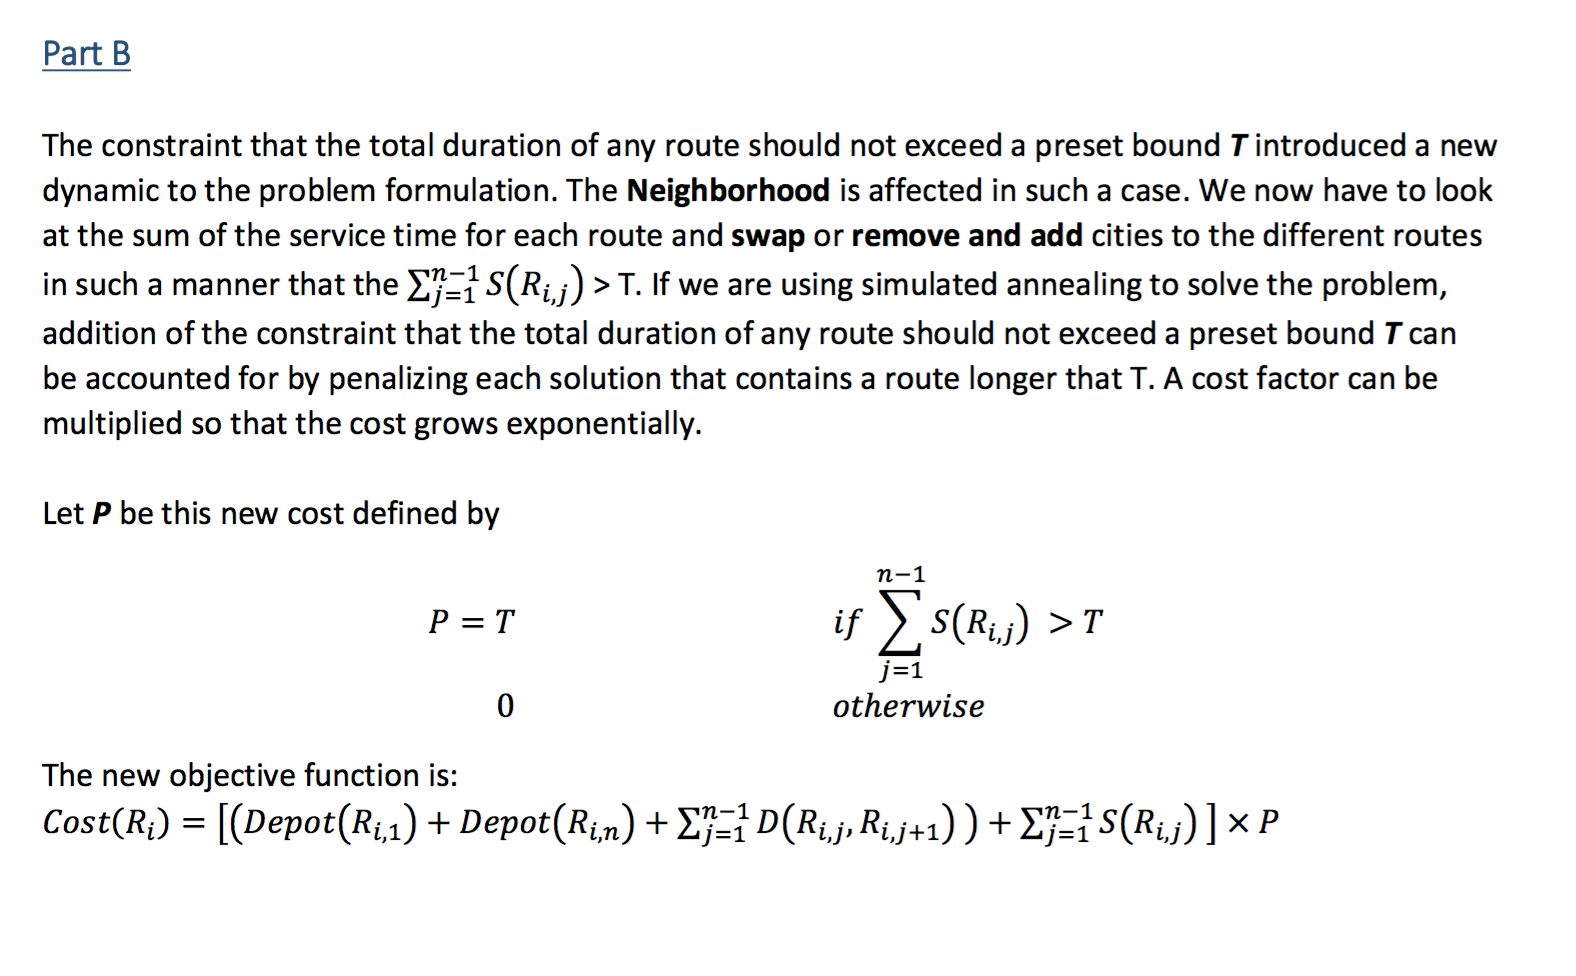 Part B
The constraint that the total duration of any route should not exceed a preset bound T introduced a new
dynamic to the problem formulation. The Neighborhood is affected in such a case. We now have to look
at the sum of the service time for each route and swap or remove and add cities to the different routes
in such a manner that the ∑_{j=1}^{n−1} S(R_{i,j}) > T. If we are using simulated annealing to solve the problem,
addition of the constraint that the total duration of any route should not exceed a preset bound T can
be accounted for by penalizing each solution that contains a route longer that T. A cost factor can be
multiplied so that the cost grows exponentially.
Let P be this new cost defined by
P = T if ∑_{j=1}^{n−1} S(R_{i,j}) > T
0 otherwise
The new objective function is:
Cost(R_i) = [(Depot(R_{i,1}) + Depot(R_{i,n}) + ∑_{j=1}^{n−1} D(R_{i,j}, R_{i,j+1})) + ∑_{j=1}^{n−1} S(R_{i,j})] × P